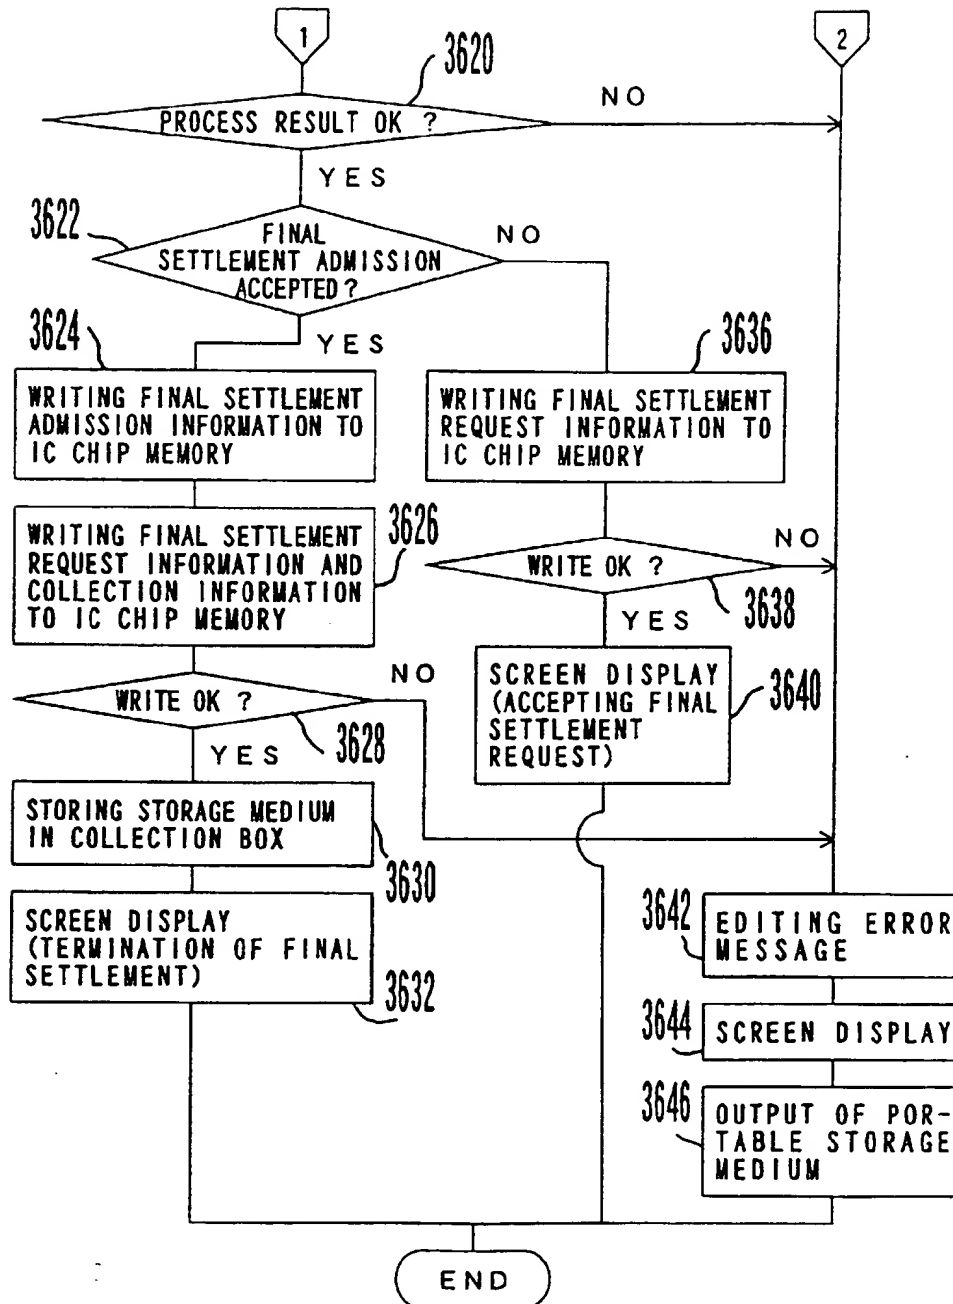 1
2
3620
NO
PROCESS RESULT OK ?
YES
3622
FINAL
SETTLEMENT ADMISSION
ACCEPTED?
NO
YES
3624
WRITING FINAL SETTLEMENT
ADMISSION INFORMATION TO
IC CHIP MEMORY
3636
WRITING FINAL SETTLEMENT
REQUEST INFORMATION TO
IC CHIP MEMORY
3626
WRITING FINAL SETTLEMENT
REQUEST INFORMATION AND
COLLECTION INFORMATION
TO IC CHIP MEMORY
NO
WRITE OK ?
3638
YES
SCREEN DISPLAY
(ACCEPTING FINAL
SETTLEMENT
REQUEST)
3640
NO
WRITE OK ?
3628
YES
STORING STORAGE MEDIUM
IN COLLECTION BOX
3630
SCREEN DISPLAY
(TERMINATION OF FINAL
SETTLEMENT)
3632
3642
EDITING ERROR
MESSAGE
3644
SCREEN DISPLAY
3646
OUTPUT OF POR-
TABLE STORAGE
MEDIUM
END